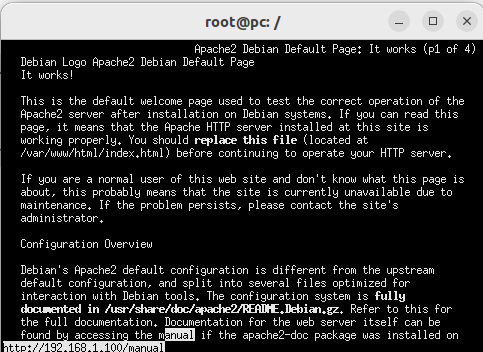 root@pc: /
Apache2 Debian Default Page: It works (p1 of 4)
Debian Logo Apache2 Debian Default Page
It works!
This is the default welcome page used to test the correct operation of the
Apache2 server after installation on Debian systems. If you can read this
page, it means that the Apache HTTP server installed at this site is
working properly. You should replace this file (located at
/var/www/html/index.html) before continuing to operate your HTTP server.
If you are a normal user of this web site and don't know what this page is
about, this probably means that the site is currently unavailable due to
maintenance. If the problem persists, please contact the site's
administrator.
Configuration Overview
Debian's Apache2 default configuration is different from the upstream
default configuration, and split into several files optimized for
interaction with Debian tools. The configuration system is fully
documented in /usr/share/doc/apache2/README.Debian.gz. Refer to this for
the full documentation. Documentation for the web server itself can be
found by accessing the manual if the apache2-doc package was installed on
http://192.168.1.100/manual